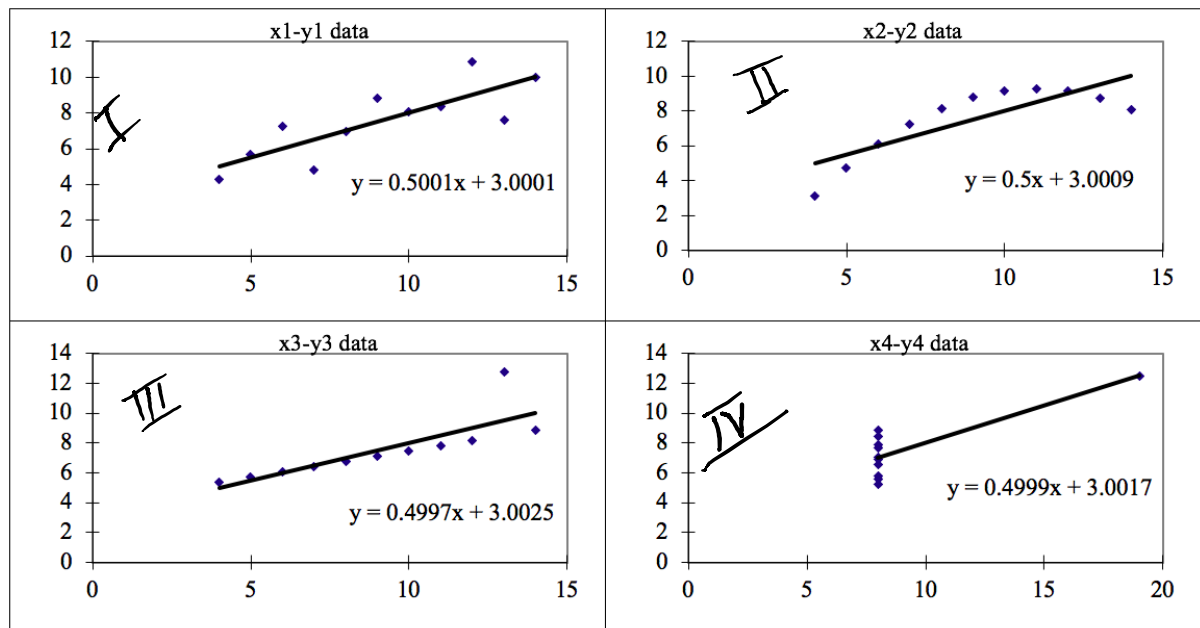 x1-y1 data
12
10
8
6
4
2
0
I
y = 0.5001x + 3.0001
0 5 10 15
x2-y2 data
12
10
8
6
4
2
0
II
y = 0.5x + 3.0009
0 5 10 15
x3-y3 data
14
12
10
8
6
4
2
0
III
y = 0.4997x + 3.0025
0 5 10 15
x4-y4 data
14
12
10
8
6
4
2
0
IV
y = 0.4999x + 3.0017
0 5 10 15 20